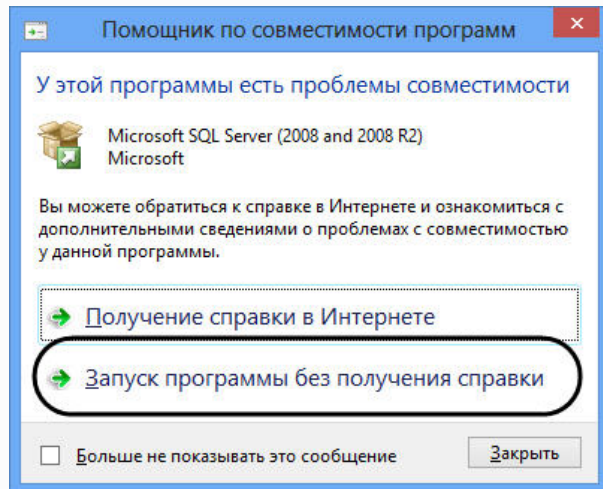 Помощник по совместимости программ
У этой программы есть проблемы совместимости
Microsoft SQL Server (2008 and 2008 R2)
Microsoft
Вы можете обратиться к справке в Интернете и ознакомиться с
дополнительными сведениями о проблемах с совместимостью
у данной программы.
Получение справки в Интернете
Запуск программы без получения справки
Больше не показывать это сообщение
Закрыть